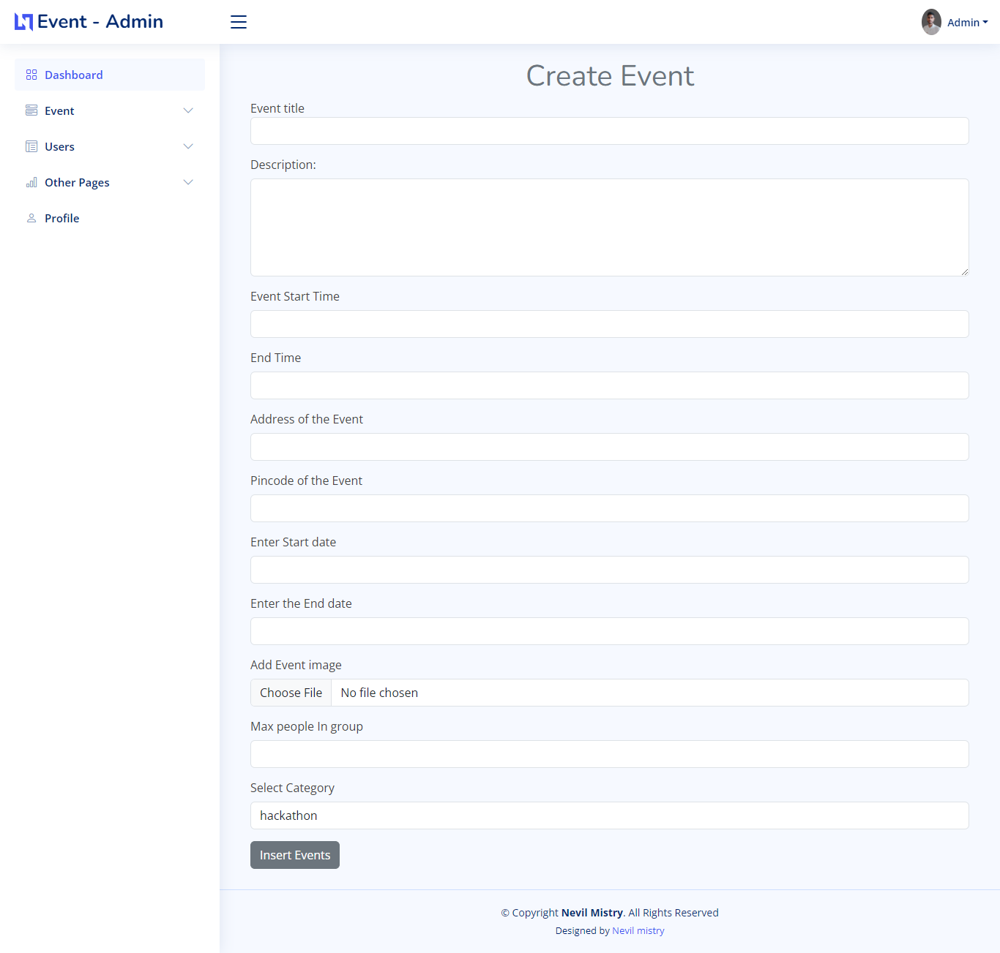 Event - Admin
Admin
Dashboard
Event
Users
Other Pages
Profile
Create Event
Event title
Description:
Event Start Time
End Time
Address of the Event
Pincode of the Event
Enter Start date
Enter the End date
Add Event image
Choose File No file chosen
Max people In group
Select Category
hackathon
Insert Events
© Copyright Nevil Mistry. All Rights Reserved
Designed by Nevil mistry